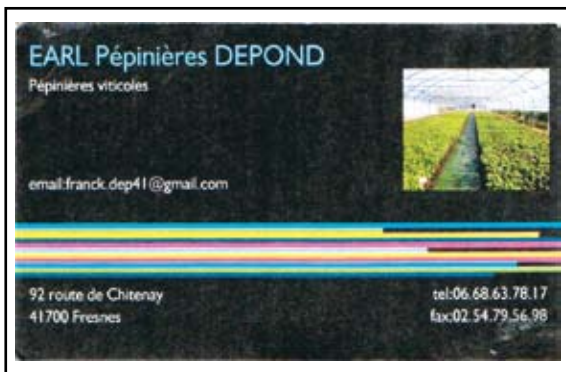 EARL Pépinières DEPOND
Pépinières viticoles
email:franck.dep41@gmail.com
92 route de Chitenay
41700 Fresnes
tel:06.68.63.78.17
fax:02.54.79.56.98